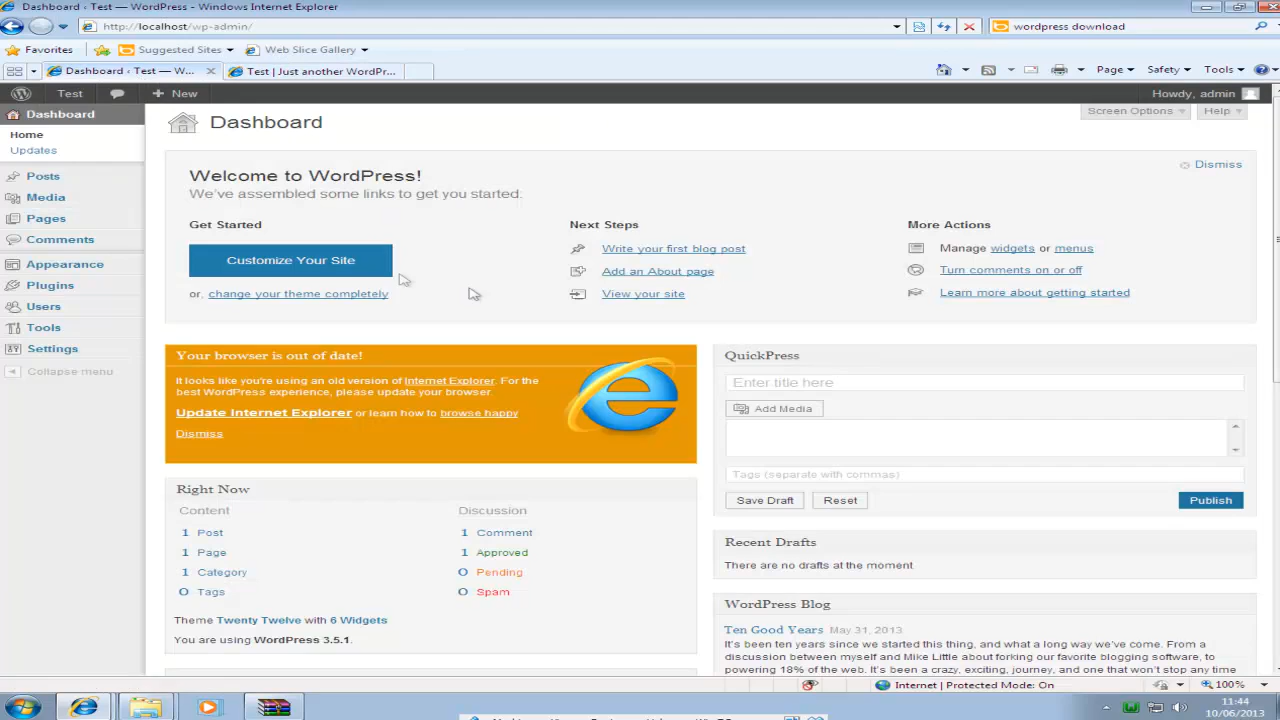 Dashboard ‹ Test — WordPress - Windows Internet Explorer
http://localhost/wp-admin/
wordpress download
Favorites
Suggested Sites
Web Slice Gallery
Dashboard ‹ Test — W...
Test | Just another WordPr...
Page
Safety
Tools
Test
+ New
Howdy, admin
Dashboard
Home
Updates
Posts
Media
Pages
Comments
Appearance
Plugins
Users
Tools
Settings
Collapse menu
Dashboard
Screen Options
Help
Welcome to WordPress!
We've assembled some links to get you started:
Dismiss
Get Started
Customize Your Site
or, change your theme completely
Next Steps
Write your first blog post
Add an About page
View your site
More Actions
Manage widgets or menus
Turn comments on or off
Learn more about getting started
Your browser is out of date!
It looks like you're using an old version of Internet Explorer. For the
best WordPress experience, please update your browser.
Update Internet Explorer or learn how to browse happy
Dismiss
Right Now
Content
Discussion
1 Post
1 Comment
1 Page
1 Approved
1 Category
0 Pending
0 Tags
0 Spam
Theme Twenty Twelve with 6 Widgets
You are using WordPress 3.5.1.
QuickPress
Enter title here
Add Media
Tags (separate with commas)
Save Draft
Reset
Publish
Recent Drafts
There are no drafts at the moment
WordPress Blog
Ten Good Years May 31, 2013
It's been ten years since we started this thing, and what a long way we've come. From a
discussion between myself and Mike Little about forking our favorite blogging software, to
powering 18% of the web. It's been a crazy, exciting, journey, and one that won't stop any time
Internet | Protected Mode: On
100%
11:44
10/06/2013